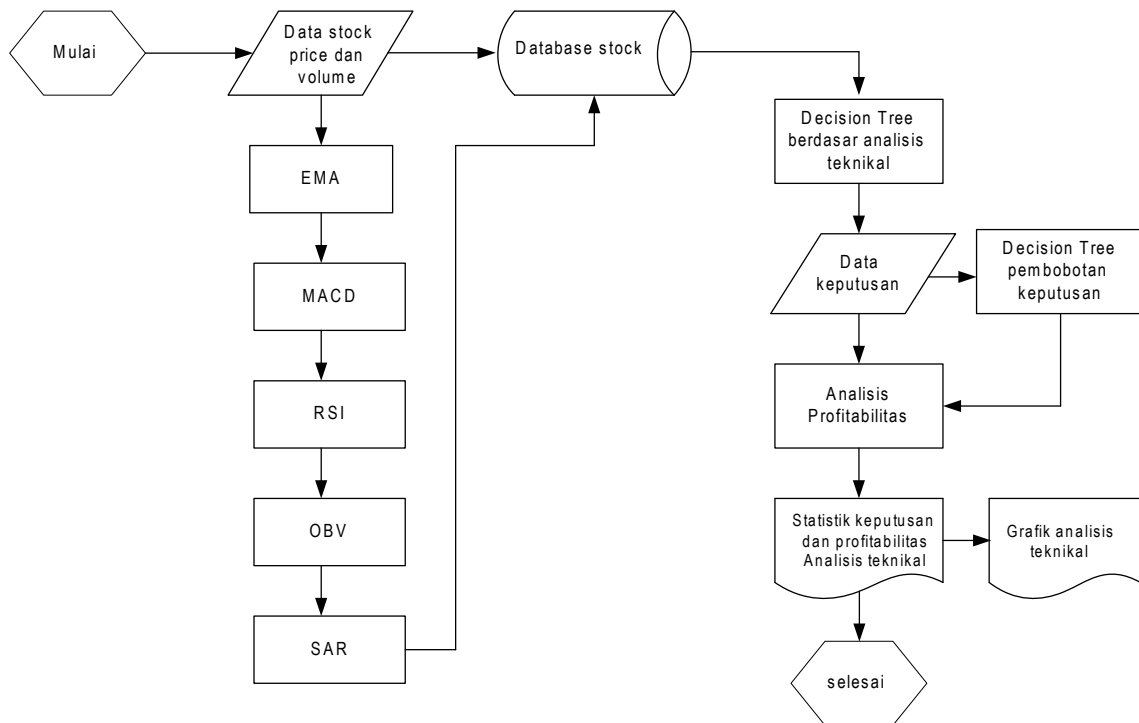 Mulai
Data stock
price dan
volume
Database stock
EMA
MACD
RSI
OBV
SAR
Decision Tree
berdasar analisis
teknikal
Data
keputusan
Decision Tree
pembobotan
keputusan
Analisis
Profitabilitas
Statistik keputusan
dan profitabilitas
Analisis teknikal
Grafik analisis
teknikal
selesai